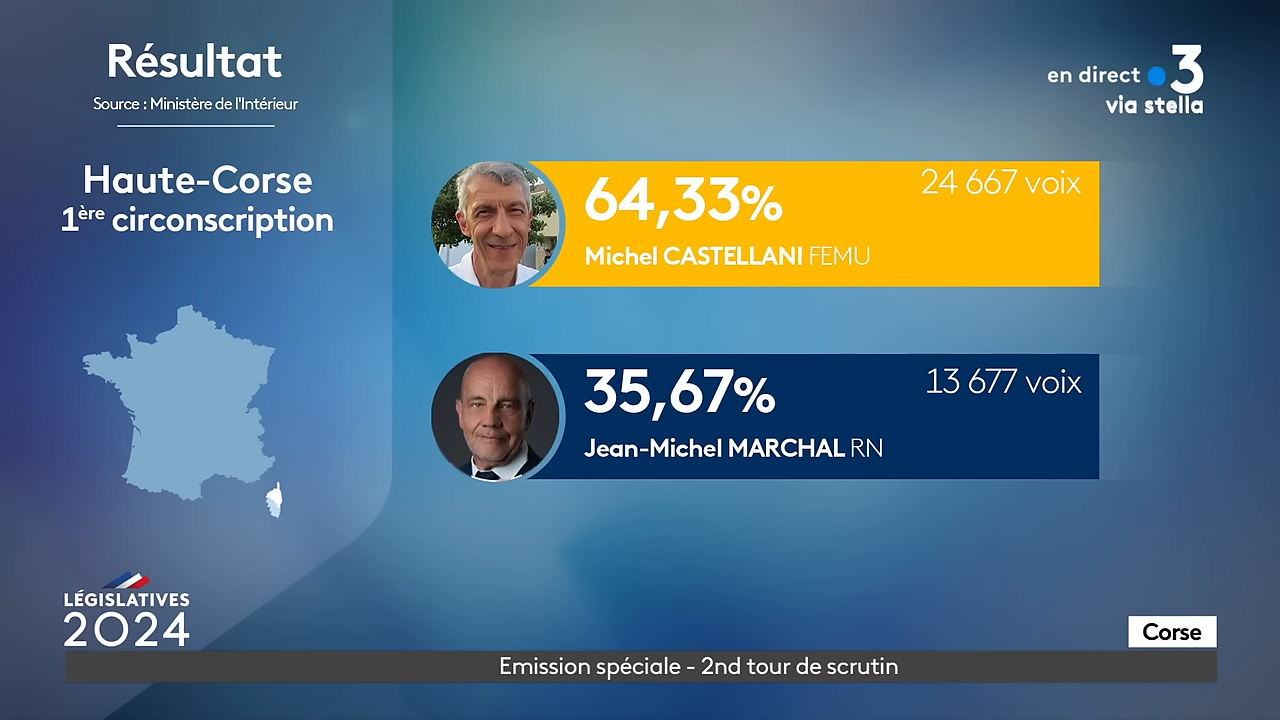 Résultat
Source : Ministère de l'Intérieur
Haute-Corse
1ère circonscription
en direct 3
via stella
64,33%
24 667 voix
Michel CASTELLANI FEMU
35,67%
13 677 voix
Jean-Michel MARCHAL RN
LÉGISLATIVES
2024
Corse
Emission spéciale - 2nd tour de scrutin